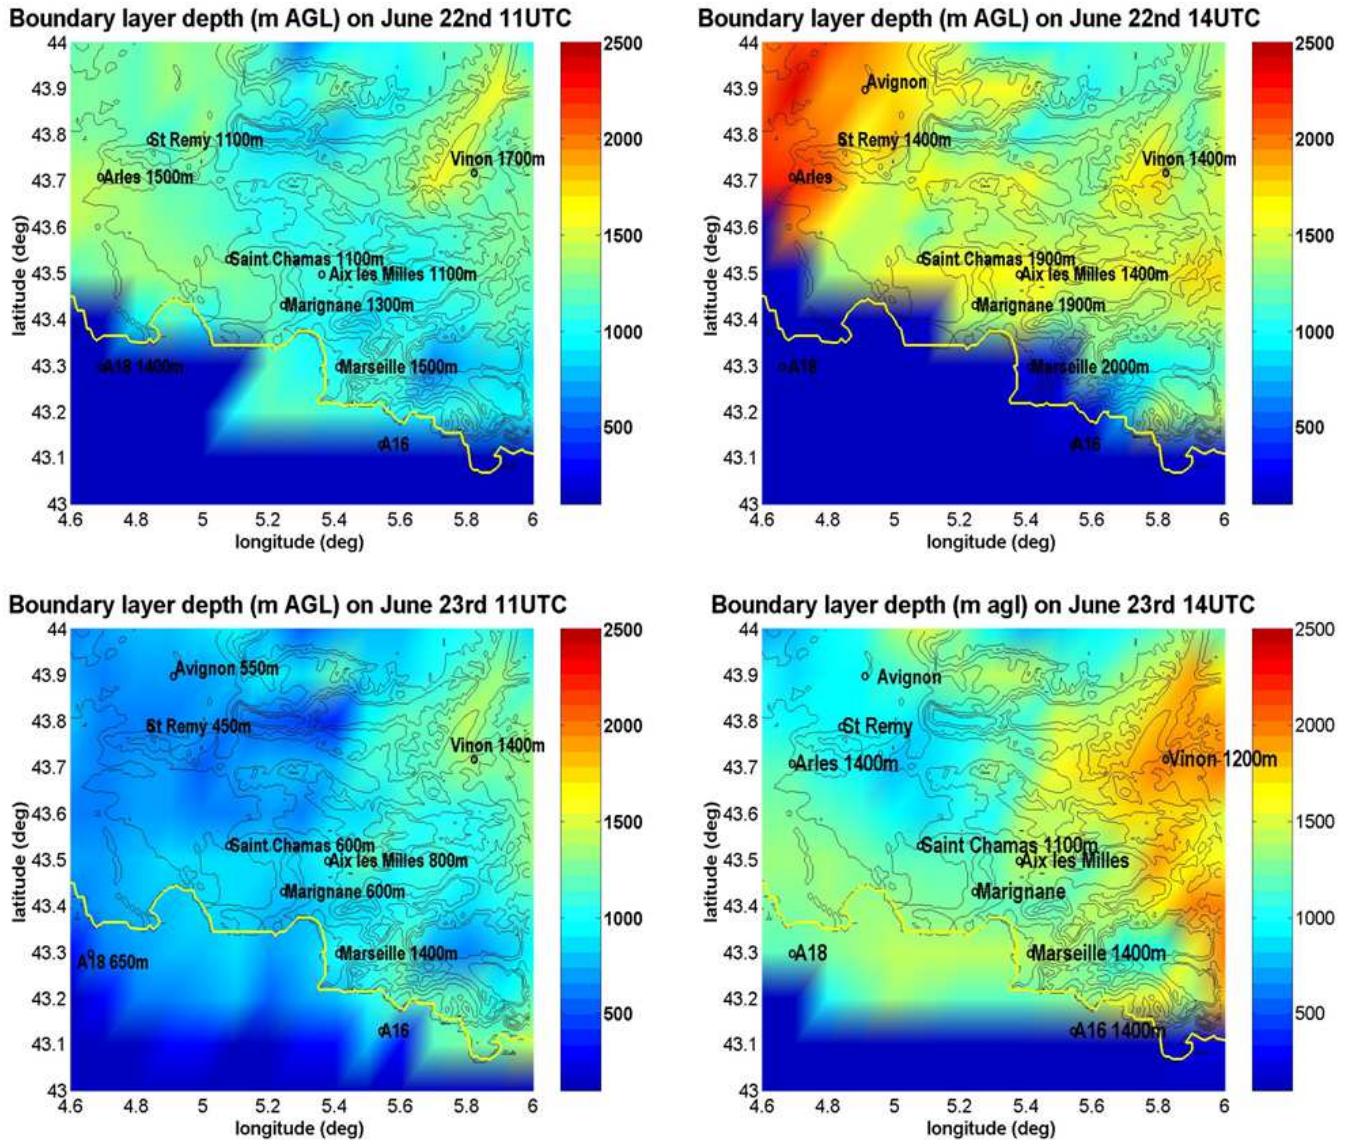 Boundary layer depth (m AGL) on June 22nd 11UTC
44
43.9
43.8
43.7
43.6
43.5
43.4
43.3
43.2
43.1
43
latitude (deg)
St Remy 1100m
Arles 1500m
Vinon 1700m
Saint Chamas 1100m
Aix les Milles 1100m
Marignane 1300m
A18 1400m
Marseille 1500m
A16
4.6 4.8 5 5.2 5.4 5.6 5.8 6
longitude (deg)
2500
2000
1500
1000
500
Boundary layer depth (m AGL) on June 22nd 14UTC
44
43.9
43.8
43.7
43.6
43.5
43.4
43.3
43.2
43.1
43
latitude (deg)
Avignon
St Remy 1400m
Vinon 1400m
Arles
Saint Chamas 1900m
Aix les Milles 1400m
Marignane 1900m
A18
Marseille 2000m
A16
4.6 4.8 5 5.2 5.4 5.6 5.8 6
longitude (deg)
2500
2000
1500
1000
500
Boundary layer depth (m AGL) on June 23rd 11UTC
44
43.9
43.8
43.7
43.6
43.5
43.4
43.3
43.2
43.1
43
latitude (deg)
Avignon 550m
St Remy 450m
Vinon 1400m
Saint Chamas 600m
Aix les Milles 800m
Marignane 600m
A18 650m
Marseille 1400m
A16
4.6 4.8 5 5.2 5.4 5.6 5.8 6
longitude (deg)
2500
2000
1500
1000
500
Boundary layer depth (m agl) on June 23rd 14UTC
44
43.9
43.8
43.7
43.6
43.5
43.4
43.3
43.2
43.1
43
latitude (deg)
Avignon
St Remy
Arles 1400m
Vinon 1200m
Saint Chamas 1100m
Aix les Milles
Marignane
A18
Marseille 1400m
A16 1400m
4.6 4.8 5 5.2 5.4 5.6 5.8 6
longitude (deg)
2500
2000
1500
1000
500